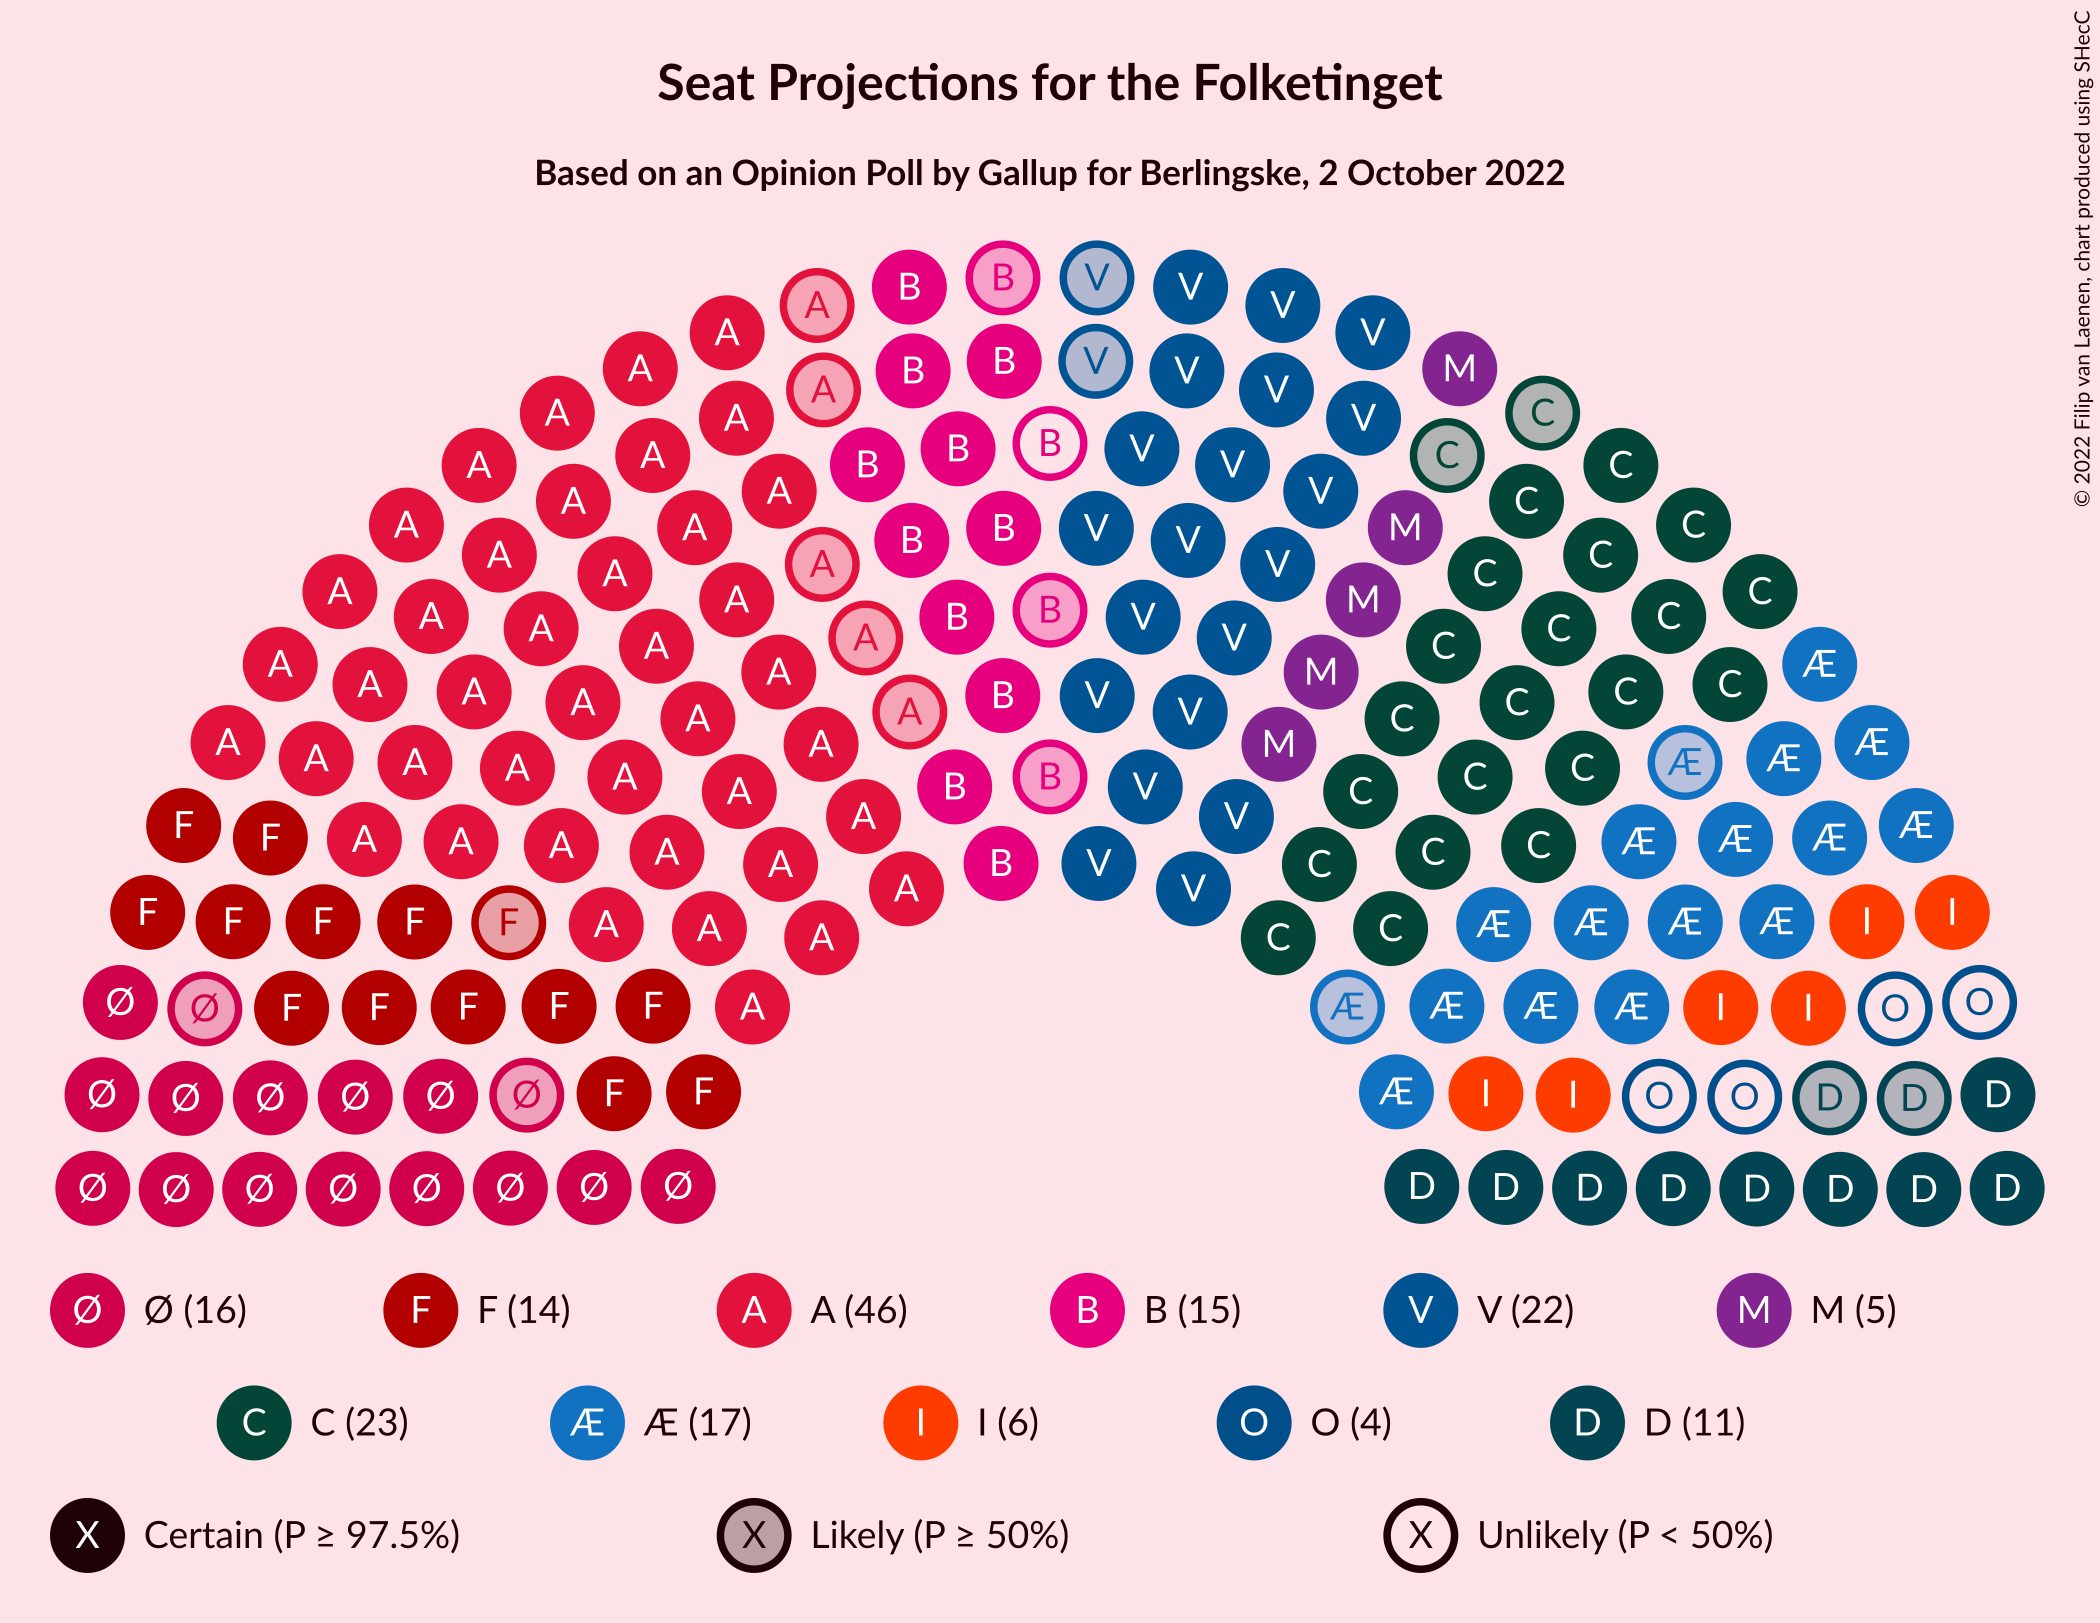 Seat Projections for the Folketinget
Based on an Opinion Poll by Gallup for Berlingske, 2 October 2022
© 2022 Filip van Laenen, chart produced using SHecC
B B V V
A V
A V
A B B V V M
A A V C
A A V C
A B B B V V C
A A V C
A A B B V V V M C C
A A A M C
A A B B V C C
A A A V M C C
A A A A M C Æ
A A A A B V V C C C C
A A A A M C Æ
A A A A C C Æ Æ
A A B B V C
F F A A A A A V C C C Æ Æ Æ Æ
A B V C
F F F F F A A A A V C C Æ Æ Æ Æ I I
Ø Ø F F F F F A Æ Æ Æ Æ I I O O
Ø Ø Ø Ø Ø Ø F F Æ I I O O D D D
Ø Ø Ø Ø Ø Ø Ø Ø D D D D D D D D
Ø Ø (16) F F (14) A A (46) B B (15) V V (22) M M (5)
C C (23) Æ Æ (17) I I (6) O O (4) D D (11)
X Certain (P ≥ 97.5%) X Likely (P ≥ 50%) X Unlikely (P < 50%)